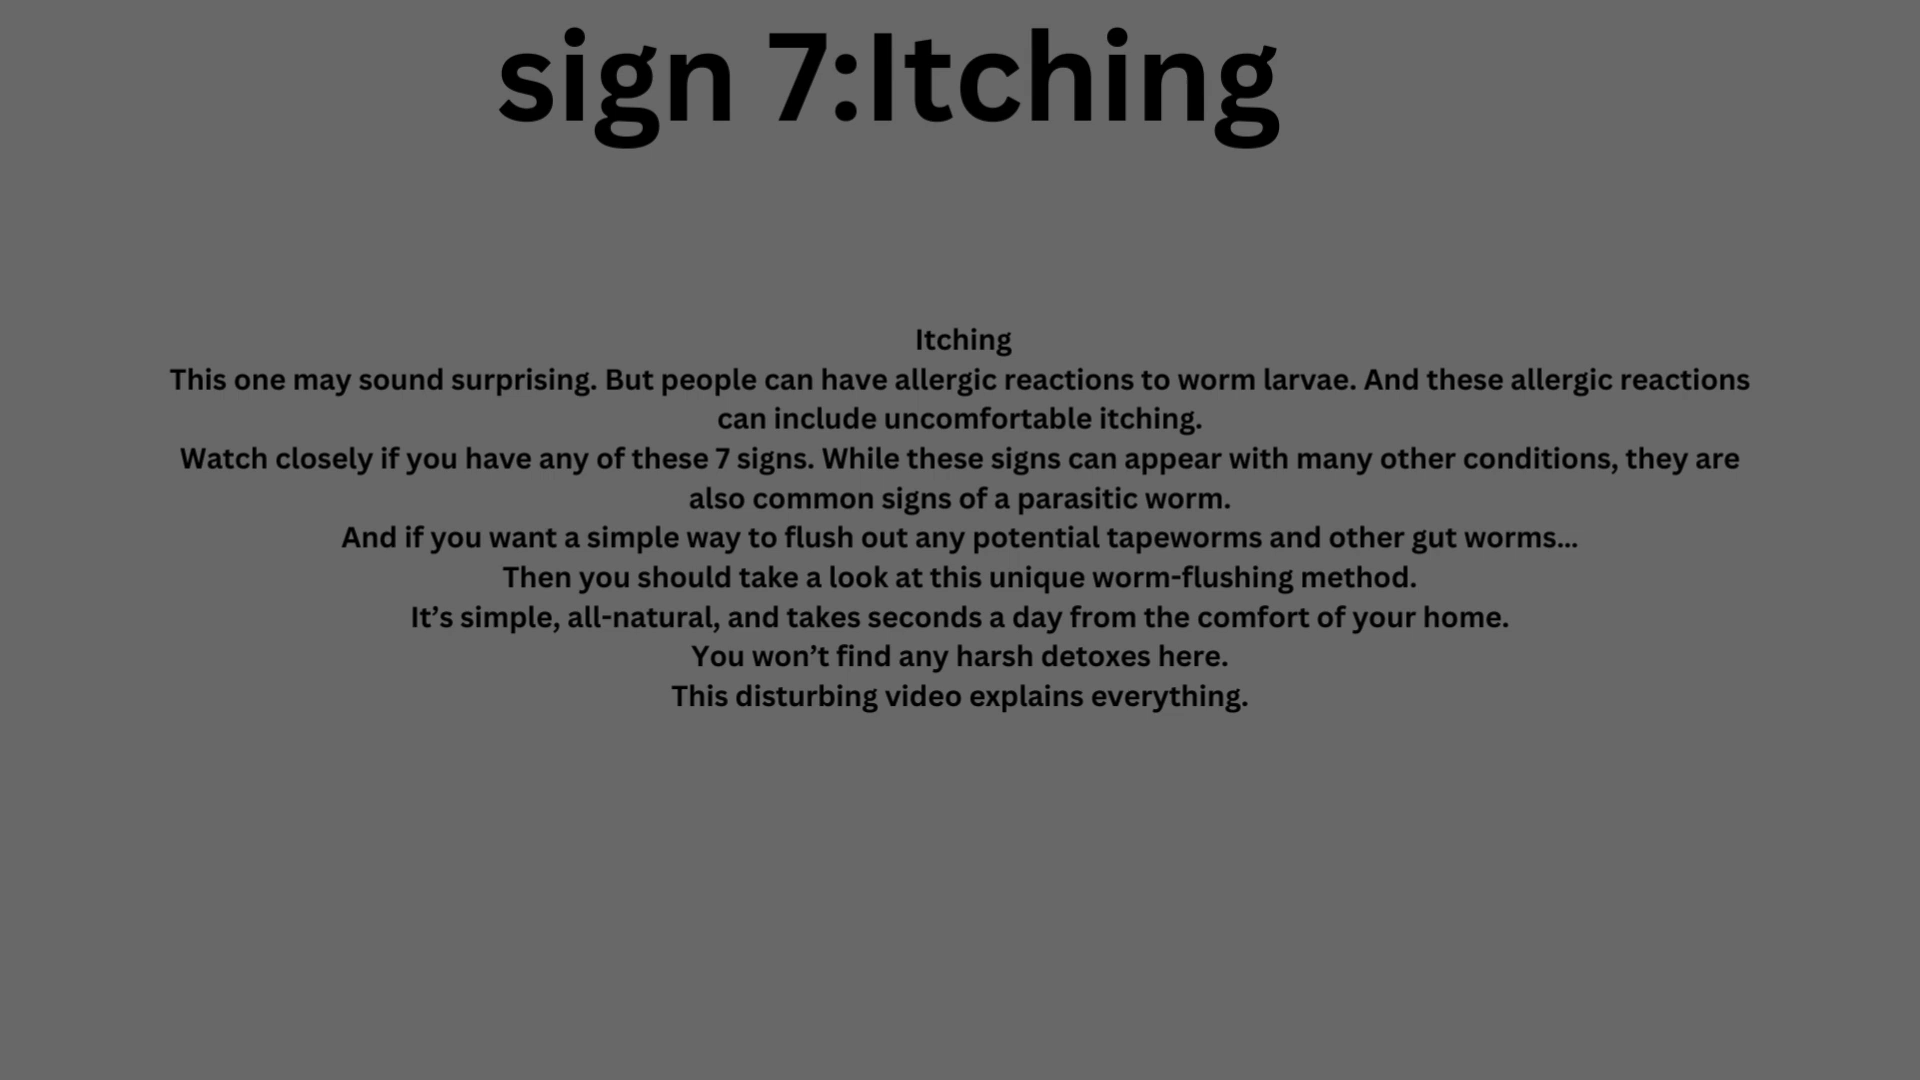 sign 7:Itching
Itching
This one may sound surprising. But people can have allergic reactions to worm larvae. And these allergic reactions
can include uncomfortable itching.
Watch closely if you have any of these 7 signs. While these signs can appear with many other conditions, they are
also common signs of a parasitic worm.
And if you want a simple way to flush out any potential tapeworms and other gut worms...
Then you should take a look at this unique worm-flushing method.
It’s simple, all-natural, and takes seconds a day from the comfort of your home.
You won’t find any harsh detoxes here.
This disturbing video explains everything.